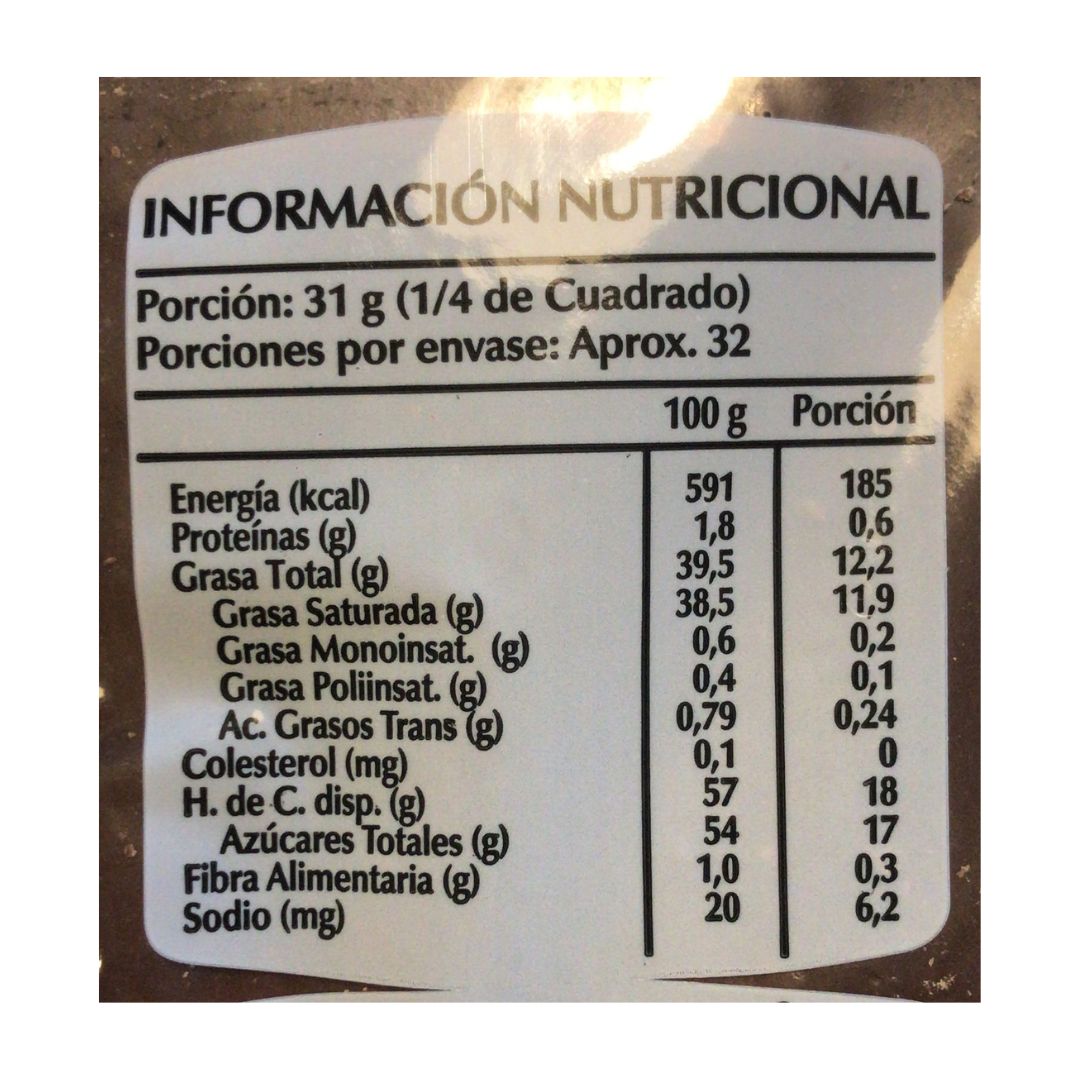 INFORMACIÓN NUTRICIONAL
Porción: 31 g (1/4 de Cuadrado)
Porciones por envase: Aprox. 32
100 g Porción
Energía (kcal) 591 185
Proteínas (g) 1,8 0,6
Grasa Total (g) 39,5 12,2
Grasa Saturada (g) 38,5 11,9
Grasa Monoinsat. (g) 0,6 0,2
Grasa Poliinsat. (g) 0,4 0,1
Ac. Grasos Trans (g) 0,79 0,24
Colesterol (mg) 0,1 0
H. de C. disp. (g) 57 18
Azúcares Totales (g) 54 17
Fibra Alimentaria (g) 1,0 0,3
Sodio (mg) 20 6,2